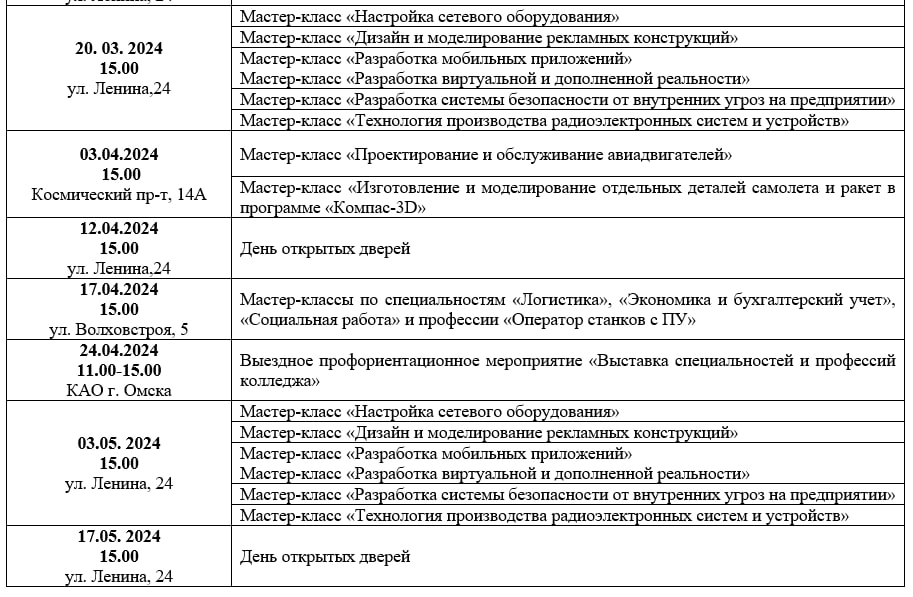 Мастер-класс «Настройка сетевого оборудования»
20. 03. 2024
15.00
ул. Ленина,24
Мастер-класс «Дизайн и моделирование рекламных конструкций»
Мастер-класс «Разработка мобильных приложений»
Мастер-класс «Разработка виртуальной и дополненной реальности»
Мастер-класс «Разработка системы безопасности от внутренних угроз на предприятии»
Мастер-класс «Технология производства радиоэлектронных систем и устройств»
03.04.2024
15.00
Космический пр-т, 14А
Мастер-класс «Проектирование и обслуживание авиадвигателей»
Мастер-класс «Изготовление и моделирование отдельных деталей самолета и ракет в
программе «Компас-3D»
12.04.2024
15.00
ул. Ленина,24
День открытых дверей
17.04.2024
15.00
ул. Волховстроя, 5
Мастер-классы по специальностям «Логистика», «Экономика и бухгалтерский учет»,
«Социальная работа» и профессии «Оператор станков с ПУ»
24.04.2024
11.00-15.00
КАО г. Омска
Выездное профориентационное мероприятие «Выставка специальностей и профессий
колледжа»
03.05. 2024
15.00
ул. Ленина, 24
Мастер-класс «Настройка сетевого оборудования»
Мастер-класс «Дизайн и моделирование рекламных конструкций»
Мастер-класс «Разработка мобильных приложений»
Мастер-класс «Разработка виртуальной и дополненной реальности»
Мастер-класс «Разработка системы безопасности от внутренних угроз на предприятии»
Мастер-класс «Технология производства радиоэлектронных систем и устройств»
17.05. 2024
15.00
ул. Ленина, 24
День открытых дверей